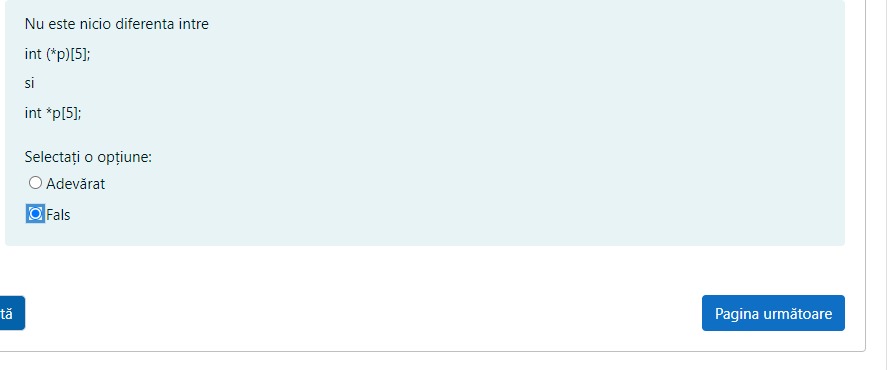 Nu este nicio diferenta intre
int (*p)[5];
si
int *p[5];
Selectați o opțiune:
Adevărat
Fals
tă
Pagina următoare